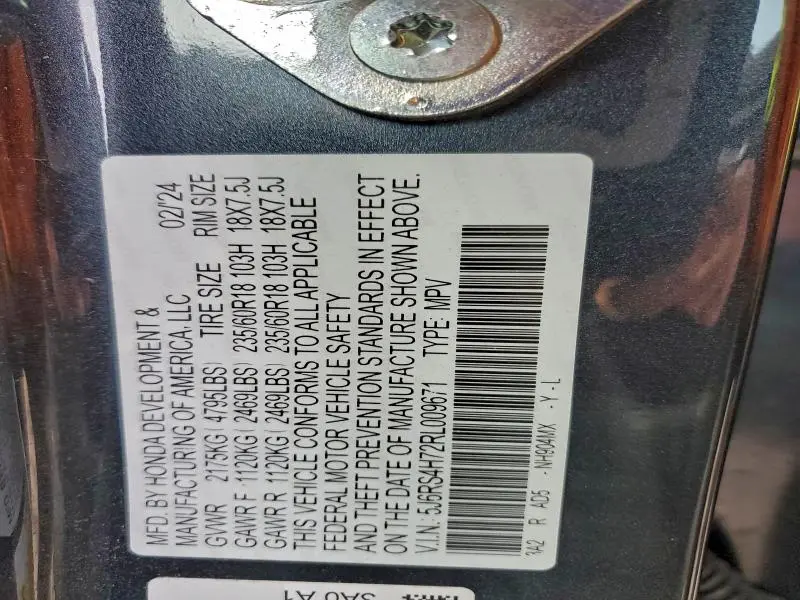 MFD. BY HONDA DEVELOPMENT &
MANUFACTURING OF AMERICA, LLC 02/'24
GVWR 2175KG( 4795LBS) TIRE SIZE RIM SIZE
GAWR F 1120KG( 2469LBS) 235/60R18 103H 18X7.5J
GAWR R 1120KG( 2469LBS) 235/60R18 103H 18X7.5J
THIS VEHICLE CONFORMS TO ALL APPLICABLE
FEDERAL MOTOR VEHICLE SAFETY
AND THEFT PREVENTION STANDARDS IN EFFECT
ON THE DATE OF MANUFACTURE SHOWN ABOVE.
V.I.N.: 5J6RS4H72RL009671 TYPE: MPV
3A2 R AD5 - NH904MX - Y - L
3A0 A1